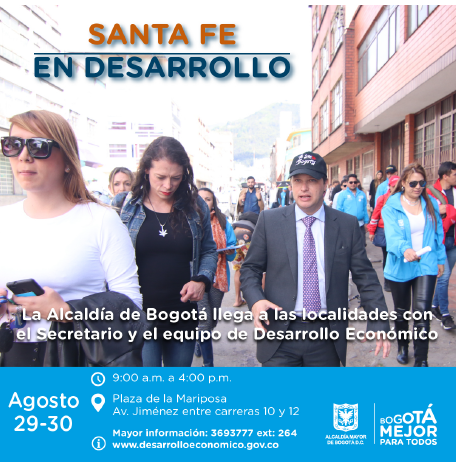 SANTA FE
EN DESARROLLO
La Alcaldía de Bogotá llega a las localidades con
el Secretario y el equipo de Desarrollo Económico
Agosto
29-30
9:00 a.m. a 4:00 p.m.
Plaza de la Mariposa
Av. Jiménez entre carreras 10 y 12
Mayor información: 3693777 ext: 264
www.desarrolloeconomico.gov.co
ALCALDÍA MAYOR
DE BOGOTÁ D.C.
BOGOTÁ
MEJOR
PARA TODOS